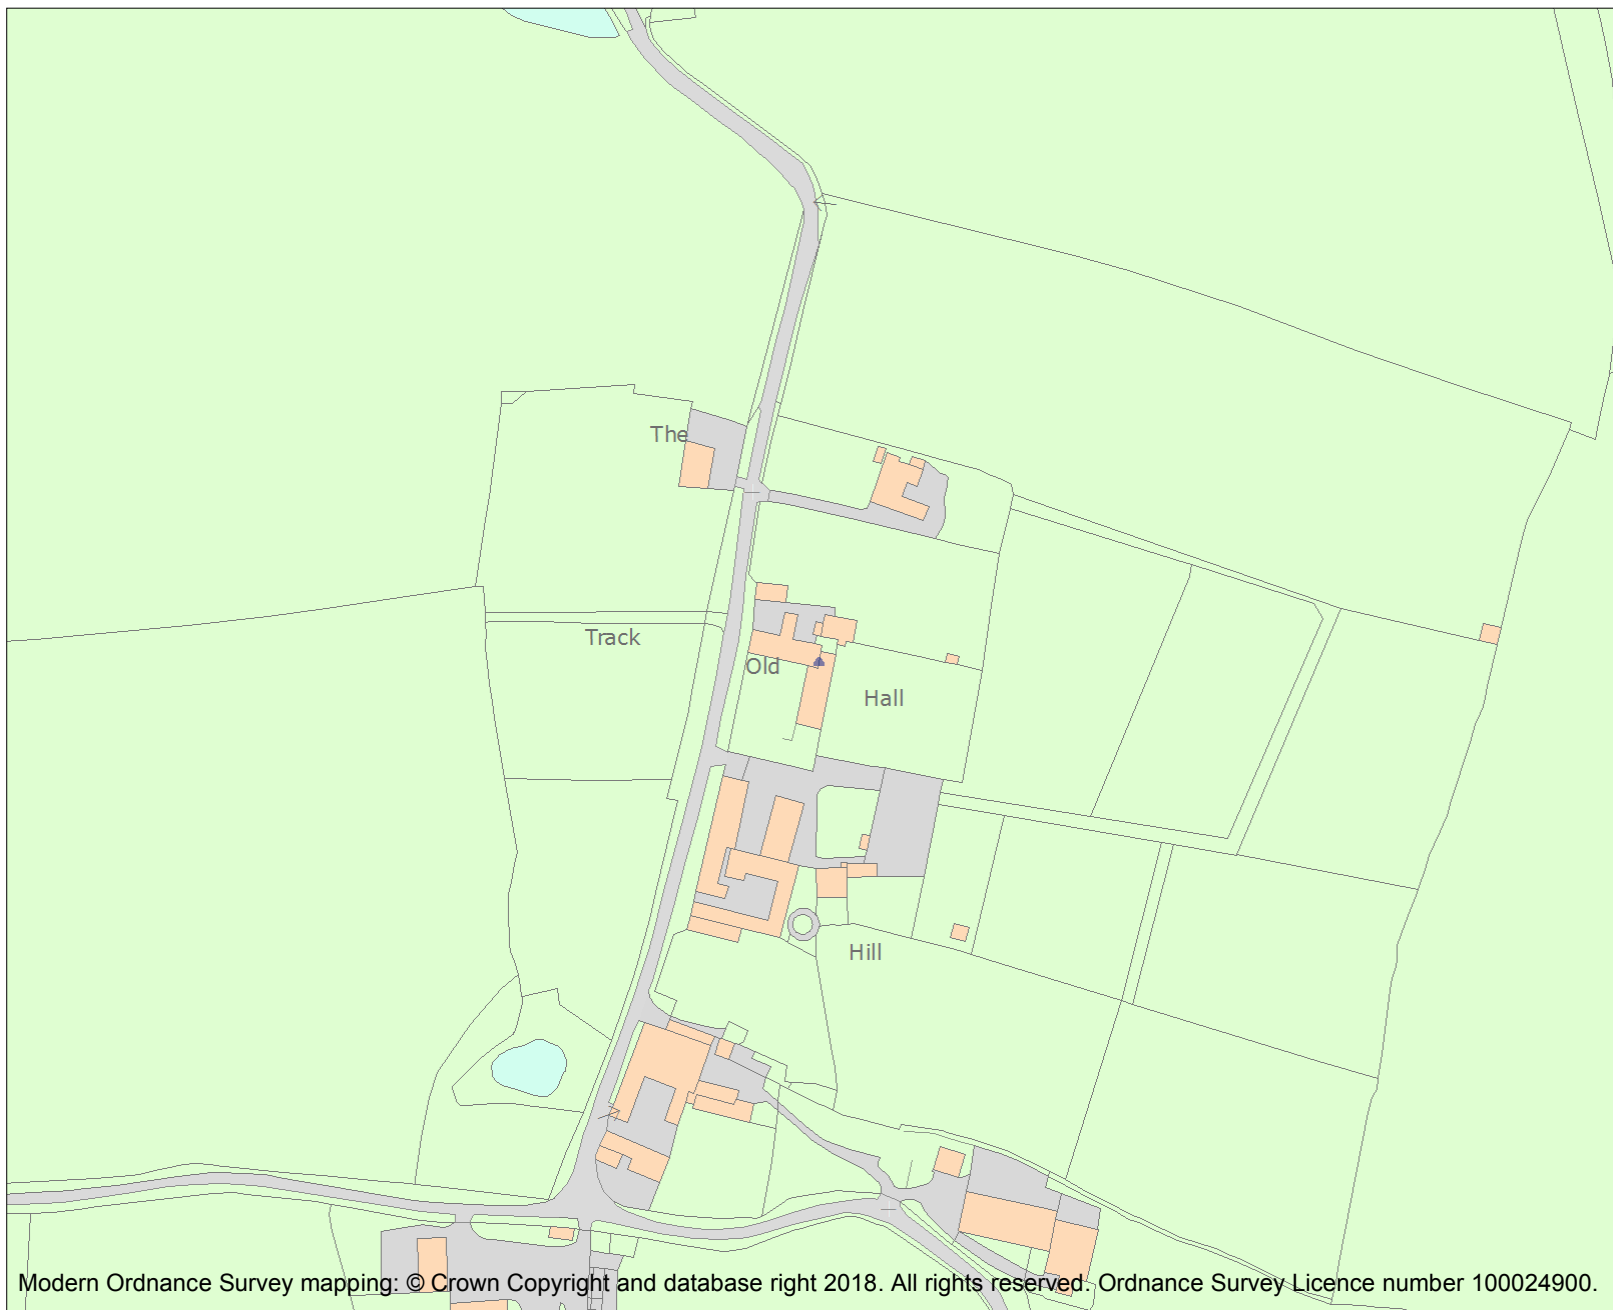 The
Track
Old
Hall
Hill
Modern Ordnance Survey mapping: © Crown Copyright and database right 2018. All rights reserved. Ordnance Survey Licence number 100024900.